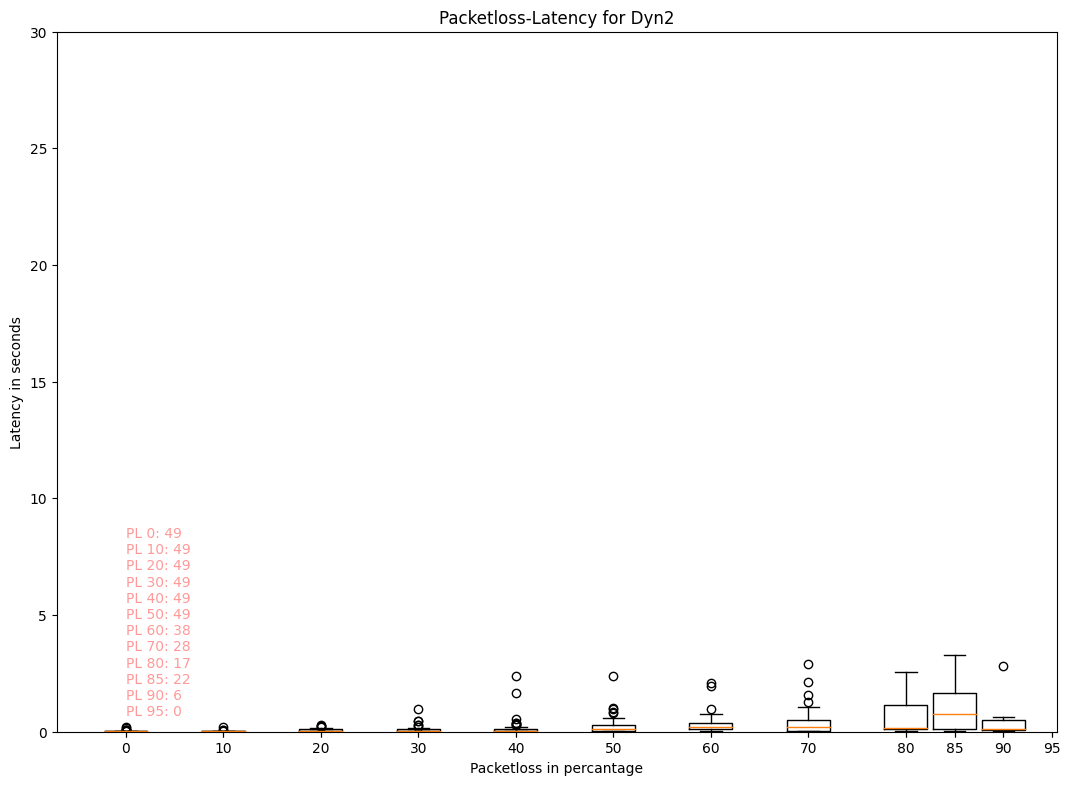 Packetloss-Latency for Dyn2
30
25
20
15
10
5
0
Latency in seconds
PL 0: 49
PL 10: 49
PL 20: 49
PL 30: 49
PL 40: 49
PL 50: 49
PL 60: 38
PL 70: 28
PL 80: 17
PL 85: 22
PL 90: 6
PL 95: 0
0 10 20 30 40 50 60 70 80 85 90 95
Packetloss in percantage